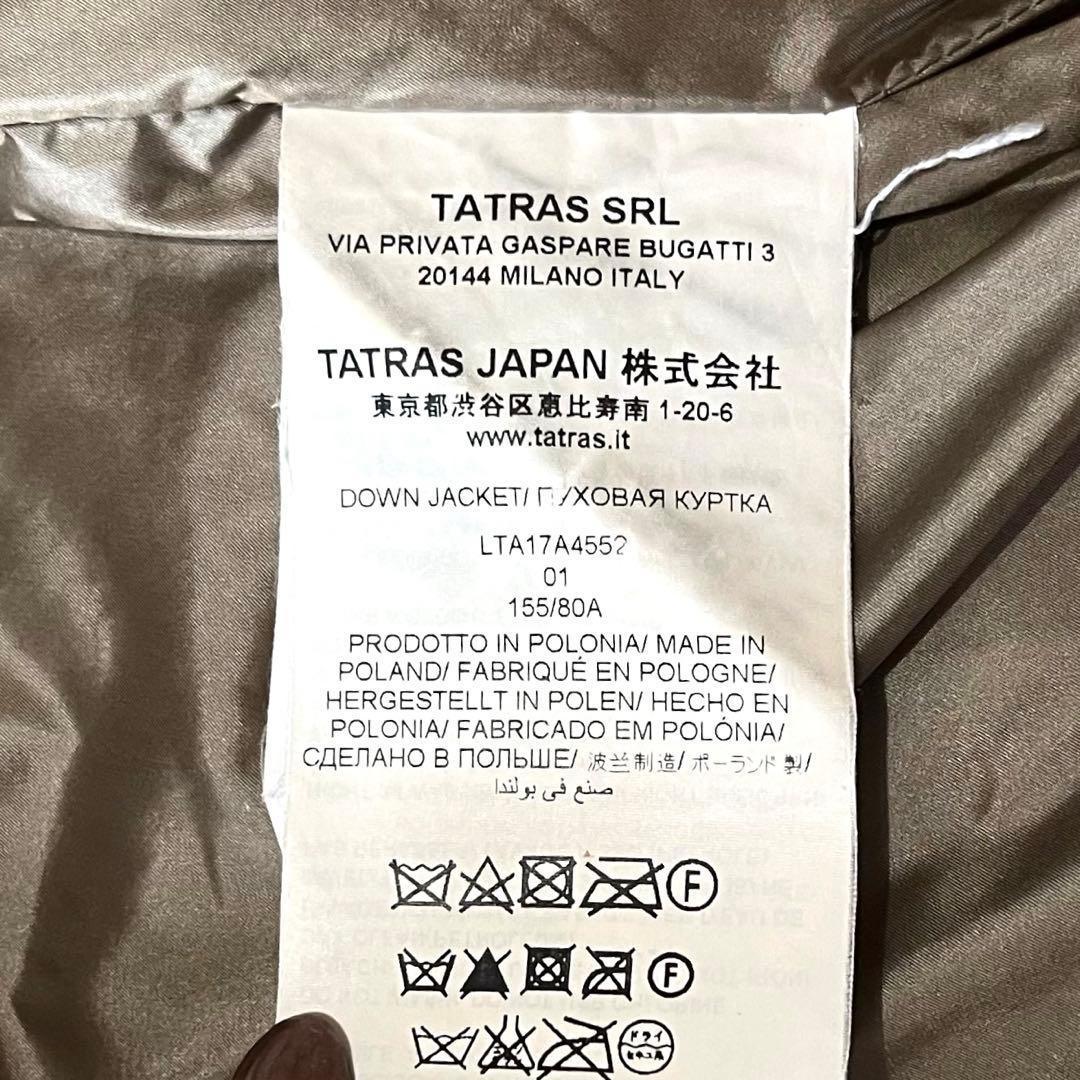 TATRAS SRL
VIA PRIVATA GASPARE BUGATTI 3
20144 MILANO ITALY
TATRAS JAPAN 株式会社
東京都渋谷区恵比寿南 1-20-6
www.tatras.it
DOWN JACKET/ ПУХОВАЯ КУРТКА
LTA17A4552
01
155/80A
PRODOTTO IN POLONIA/ MADE IN
POLAND/ FABRIQUÉ EN POLOGNE/
HERGESTELLT IN POLEN/ HECHO EN
POLONIA/ FABRICADO EM POLÓNIA/
СДЕЛАНО В ПОЛЬШЕ/ 波兰制造/ ポーランド 製/
صنع في بولندا
F
F
ドライ
セキユ系